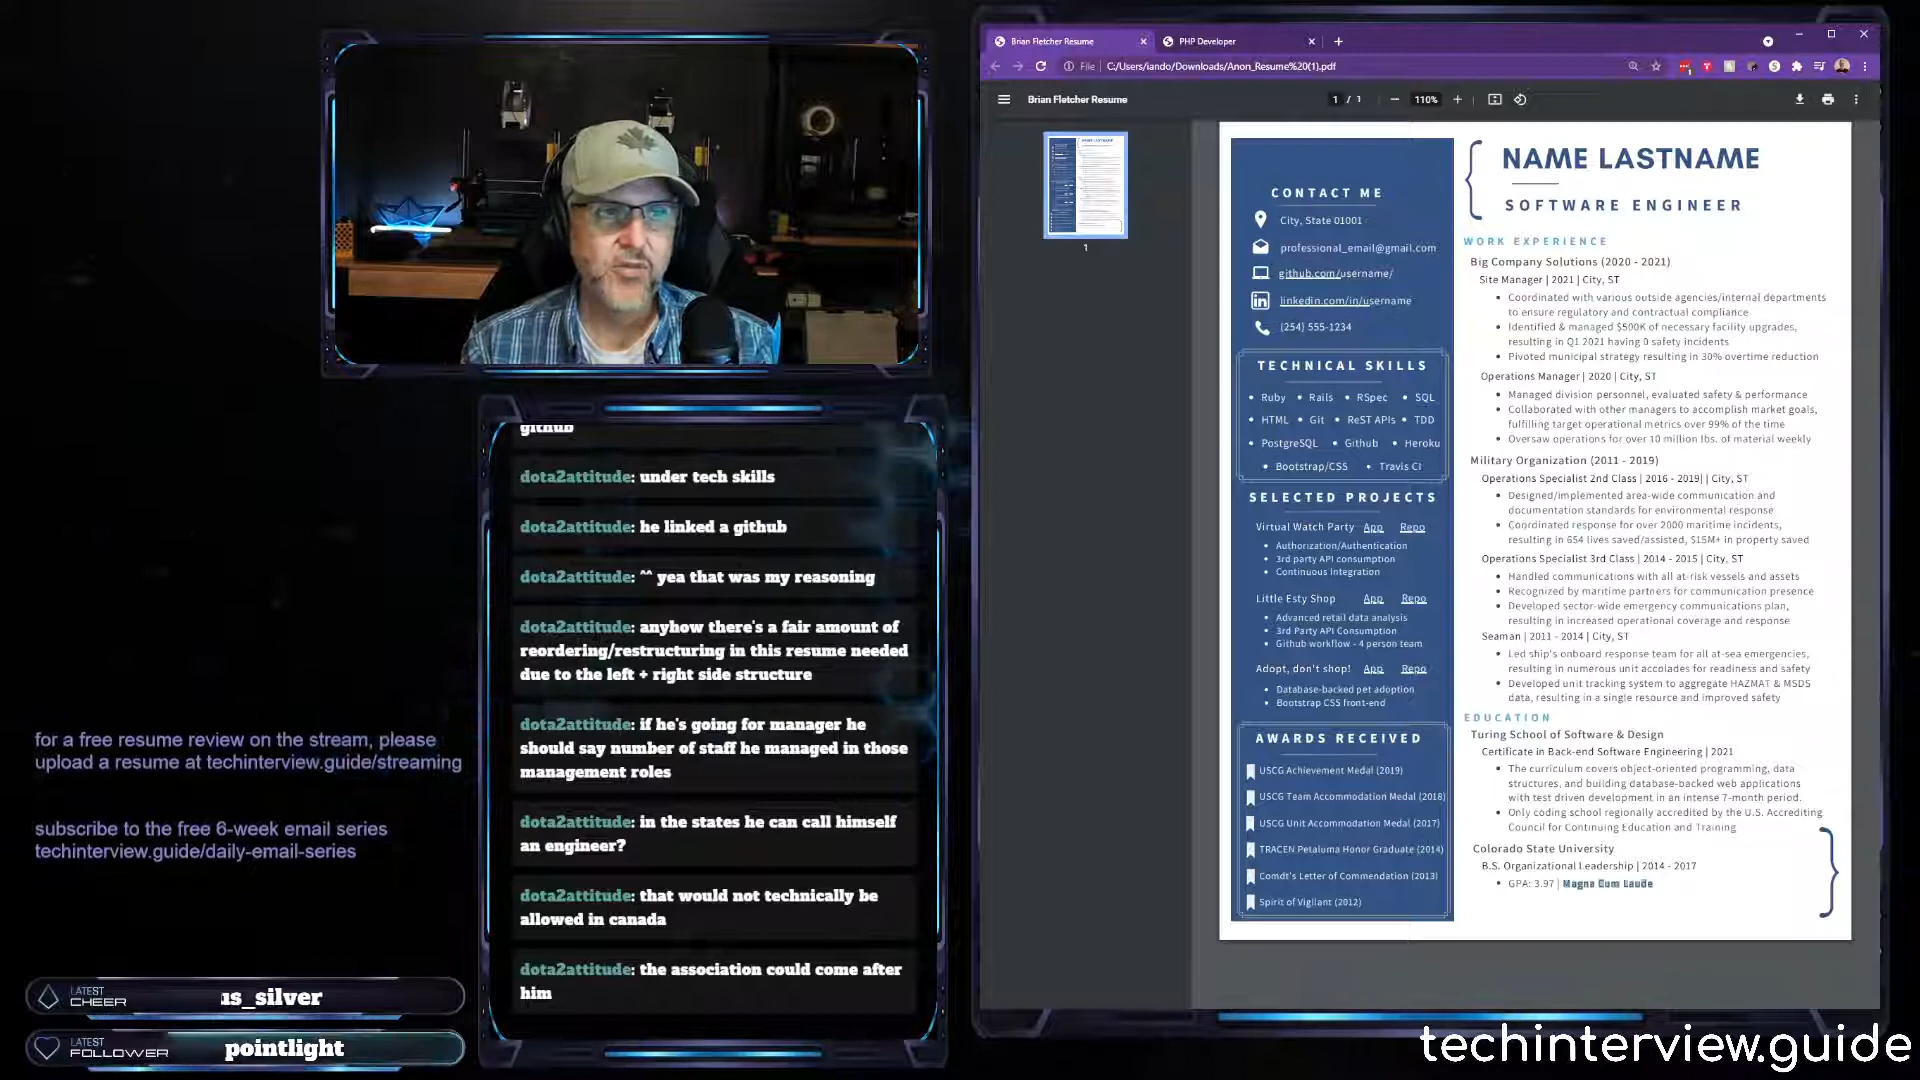 github
dota2attitude: under tech skills
dota2attitude: he linked a github
dota2attitude: ^^ yea that was my reasoning
dota2attitude: anyhow there's a fair amount of
reordering/restructuring in this resume needed
due to the left + right side structure
dota2attitude: if he's going for manager he
should say number of staff he managed in those
management roles
dota2attitude: in the states he can call himself
an engineer?
dota2attitude: that would not technically be
allowed in canada
dota2attitude: the association could come after
him
for a free resume review on the stream, please
upload a resume at techinterview.guide/streaming
subscribe to the free 6-week email series
techinterview.guide/daily-email-series
LATEST
CHEER
us_silver
LATEST
FOLLOWER
pointlight
Brian Fletcher Resume
PHP Developer
File
C:/Users/iando/Downloads/Anon_Resume%20(1).pdf
Brian Fletcher Resume
1 / 1
110%
1
CONTACT ME
City, State 01001
professional_email@gmail.com
github.com/username/
linkedin.com/in/username
(254) 555-1234
TECHNICAL SKILLS
• Ruby • Rails • RSpec • SQL
• HTML • Git • ReST APIs • TDD
• PostgreSQL • Github • Heroku
• Bootstrap/CSS • Travis CI
SELECTED PROJECTS
Virtual Watch Party App Repo
• Authorization/Authentication
• 3rd party API consumption
• Continuous Integration
Little Esty Shop App Repo
• Advanced retail data analysis
• 3rd Party API Consumption
• Github workflow - 4 person team
Adopt, don't shop! App Repo
• Database-backed pet adoption
• Bootstrap CSS front-end
AWARDS RECEIVED
USCG Achievement Medal (2019)
USCG Team Accommodation Medal (2018)
USCG Unit Accommodation Medal (2017)
TRACEN Petaluma Honor Graduate (2014)
Comdt's Letter of Commendation (2013)
Spirit of Vigilant (2012)
NAME LASTNAME
SOFTWARE ENGINEER
WORK EXPERIENCE
Big Company Solutions (2020 - 2021)
Site Manager | 2021 | City, ST
• Coordinated with various outside agencies/internal departments
to ensure regulatory and contractual compliance
• Identified & managed $500K of necessary facility upgrades,
resulting in Q1 2021 having 0 safety incidents
• Pivoted municipal strategy resulting in 30% overtime reduction
Operations Manager | 2020 | City, ST
• Managed division personnel, evaluated safety & performance
• Collaborated with other managers to accomplish market goals,
fulfilling target operational metrics over 99% of the time
• Oversaw operations for over 10 million lbs. of material weekly
Military Organization (2011 - 2019)
Operations Specialist 2nd Class | 2016 - 2019| | City, ST
• Designed/implemented area-wide communication and
documentation standards for environmental response
• Coordinated response for over 2000 maritime incidents,
resulting in 654 lives saved/assisted, $15M+ in property saved
Operations Specialist 3rd Class | 2014 - 2015 | City, ST
• Handled communications with all at-risk vessels and assets
• Recognized by maritime partners for communication presence
• Developed sector-wide emergency communications plan,
resulting in increased operational coverage and response
Seaman | 2011 - 2014 | City, ST
• Led ship's onboard response team for all at-sea emergencies,
resulting in numerous unit accolades for readiness and safety
• Developed unit tracking system to aggregate HAZMAT & MSDS
data, resulting in a single resource and improved safety
EDUCATION
Turing School of Software & Design
Certificate in Back-end Software Engineering | 2021
• The curriculum covers object-oriented programming, data
structures, and building database-backed web applications
with test driven development in an intense 7-month period.
• Only coding school regionally accredited by the U.S. Accrediting
Council for Continuing Education and Training
Colorado State University
B.S. Organizational Leadership | 2014 - 2017
• GPA: 3.97 | Magna Cum Laude
techinterview.guide